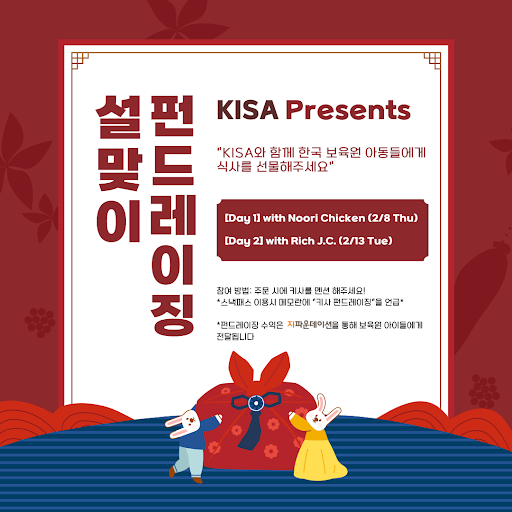 설맞이
펀드레이징
KISA Presents
"KISA와 함께 한국 보육원 아동들에게
식사를 선물해주세요"
[Day 1] with Noori Chicken (2/8 Thu)
[Day 2] with Rich J.C. (2/13 Tue)
참여 방법: 주문 시에 키사를 멘션 해주세요!
*스낵패스 이용시 메모란에 "키사 펀드레이징"을 언급*
*펀드레이징 수익은 지파운데이션을 통해 보육원 아이들에게
전달됩니다